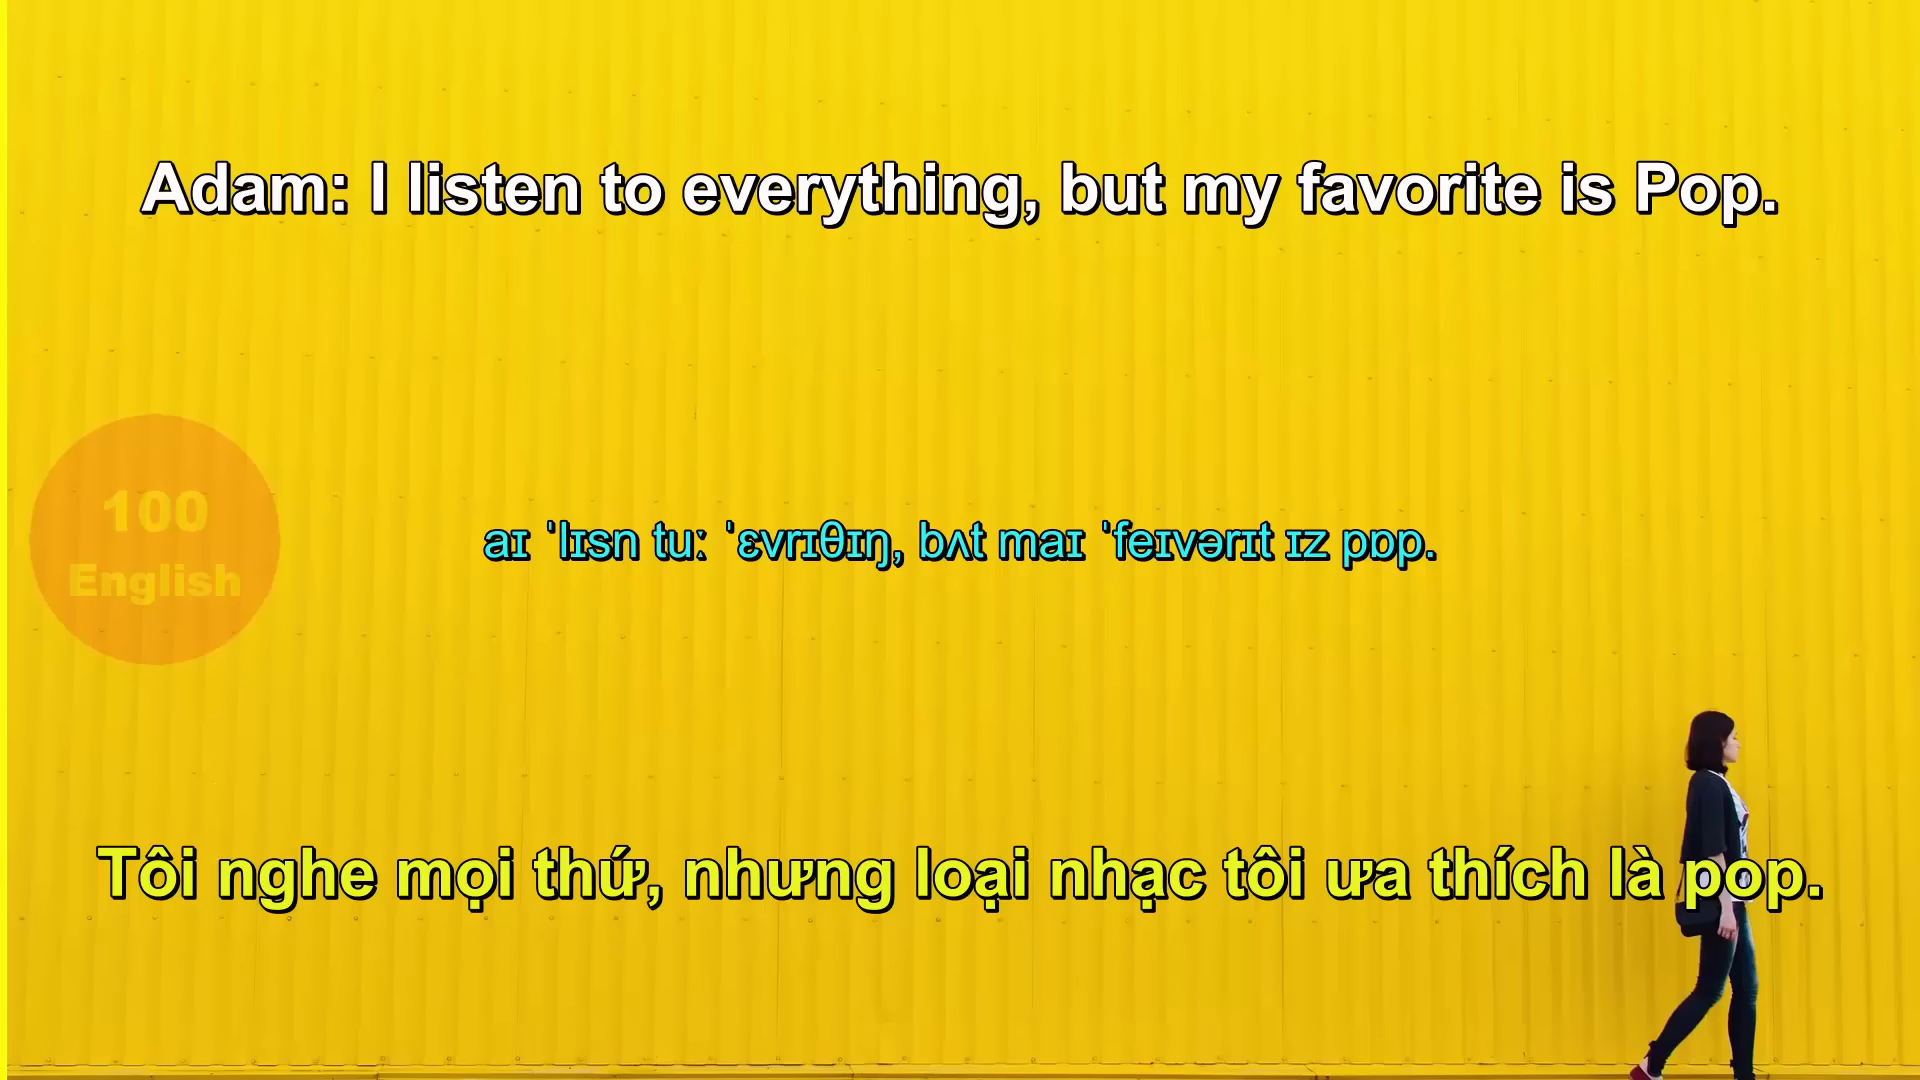 Adam: I listen to everything, but my favorite is Pop.
100
English
aɪ ˈlɪsn tuː ˈɛvrɪθɪŋ, bʌt maɪ ˈfeɪvərɪt ɪz pɒp.
Tôi nghe mọi thứ, nhưng loại nhạc tôi ưa thích là pop.